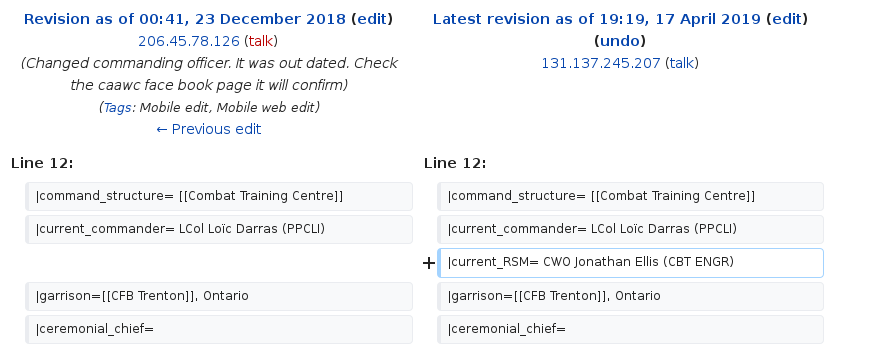 Revision as of 00:41, 23 December 2018 (edit)
206.45.78.126 (talk)
(Changed commanding officer. It was out dated. Check
the caawc face book page it will confirm)
(Tags: Mobile edit, Mobile web edit)
← Previous edit
Latest revision as of 19:19, 17 April 2019 (edit)
(undo)
131.137.245.207 (talk)
Line 12:
Line 12:
|command_structure= [[Combat Training Centre]]
|command_structure= [[Combat Training Centre]]
|current_commander= LCol Loïc Darras (PPCLI)
|current_commander= LCol Loïc Darras (PPCLI)
+ |current_RSM= CWO Jonathan Ellis (CBT ENGR)
|garrison=[[CFB Trenton]], Ontario
|garrison=[[CFB Trenton]], Ontario
|ceremonial_chief=
|ceremonial_chief=